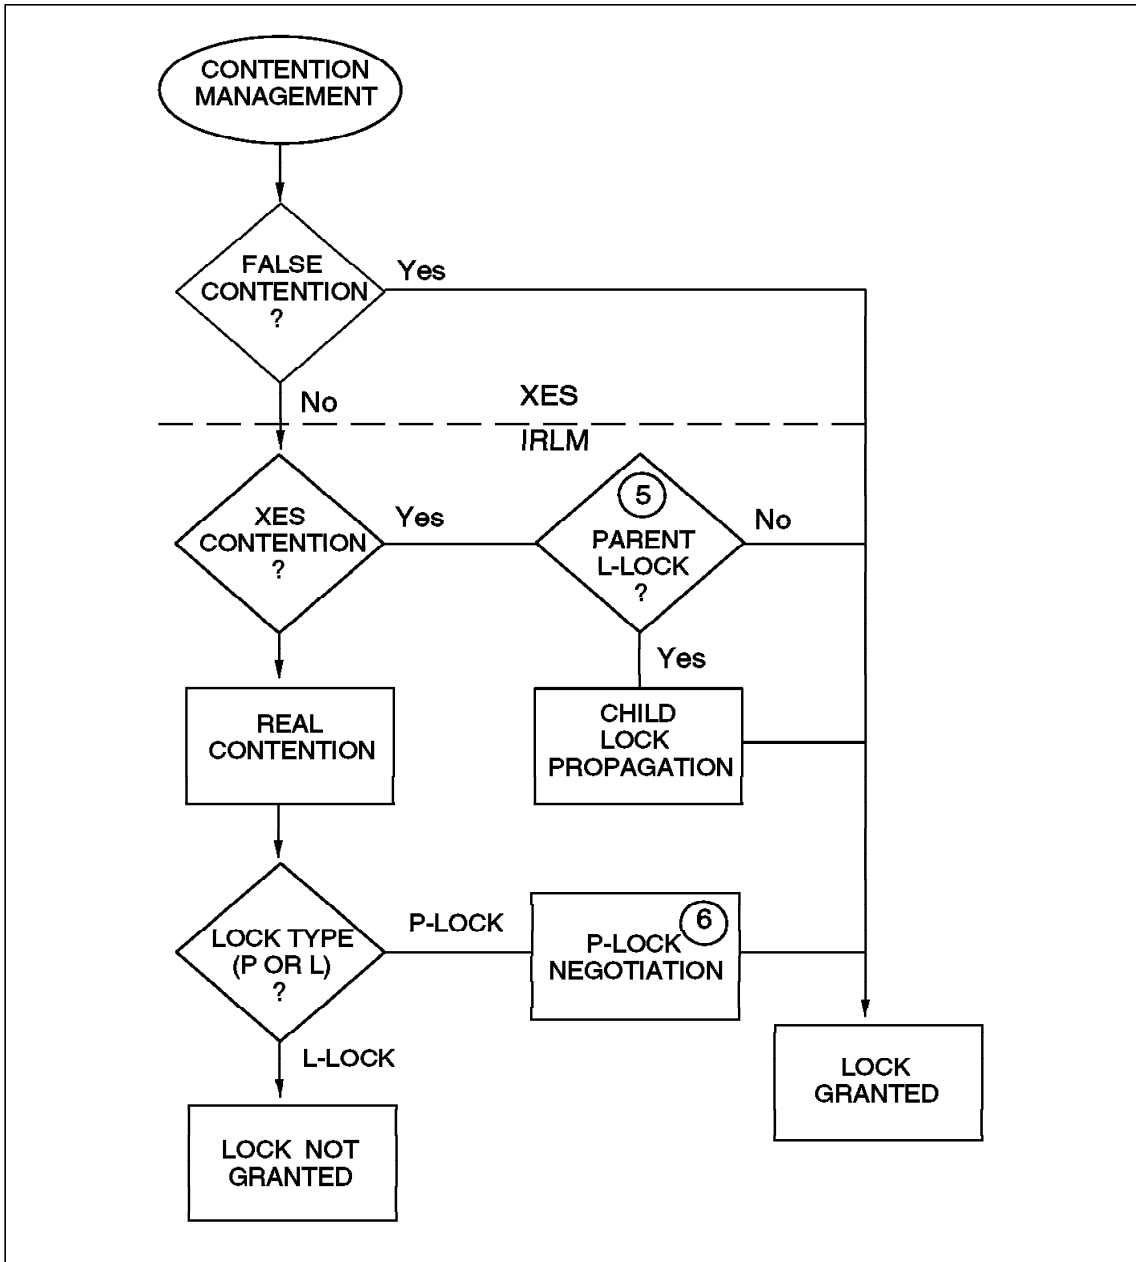 CONTENTION
MANAGEMENT
FALSE
CONTENTION
?
Yes
No
XES
IRLM
XES
CONTENTION
?
Yes
5
PARENT
L-LOCK
?
No
Yes
REAL
CONTENTION
CHILD
LOCK
PROPAGATION
LOCK TYPE
(P OR L)
?
P-LOCK
6
P-LOCK
NEGOTIATION
L-LOCK
LOCK NOT
GRANTED
LOCK
GRANTED